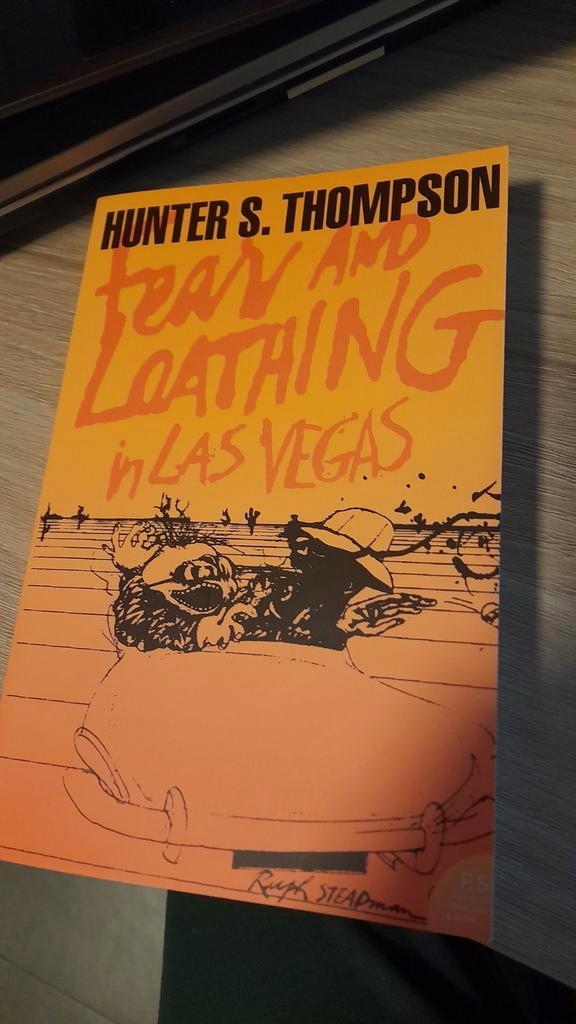 HUNTER S. THOMPSON
fear AND
LOATHING
in LAS VEGAS
Ralph STEADman
P.S.